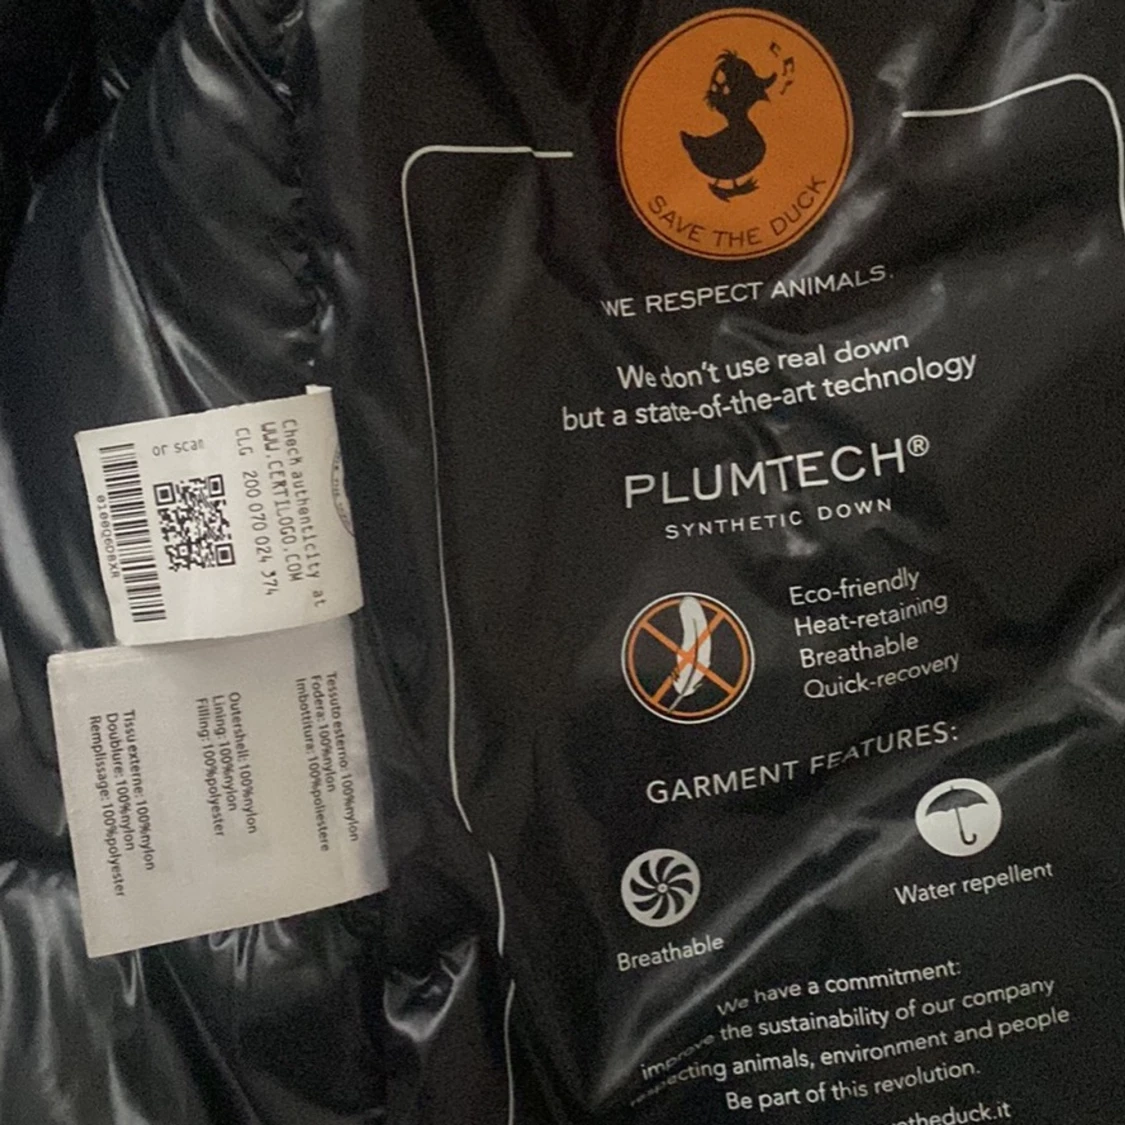 SAVE THE DUCK
WE RESPECT ANIMALS.
We don't use real down
but a state-of-the-art technology
PLUMTECH®
SYNTHETIC DOWN
Eco-friendly
Heat-retaining
Breathable
Quick-recovery
GARMENT FEATURES:
Breathable
Water repellent
We have a commitment:
improve the sustainability of our company
respecting animals, environment and people
Be part of this revolution.
theduck.it
Check authenticity at
WWW.CERTILOGO.COM
CLG 200 070 024 374
or scan
Tessuto esterno: 100%nylon
Fodera: 100%nylon
Imbottitura: 100%poliestere
Outershell: 100%nylon
Lining: 100%nylon
Filling: 100%polyester
Tissu externe: 100%nylon
Doublure: 100%nylon
Remplissage: 100%polyester